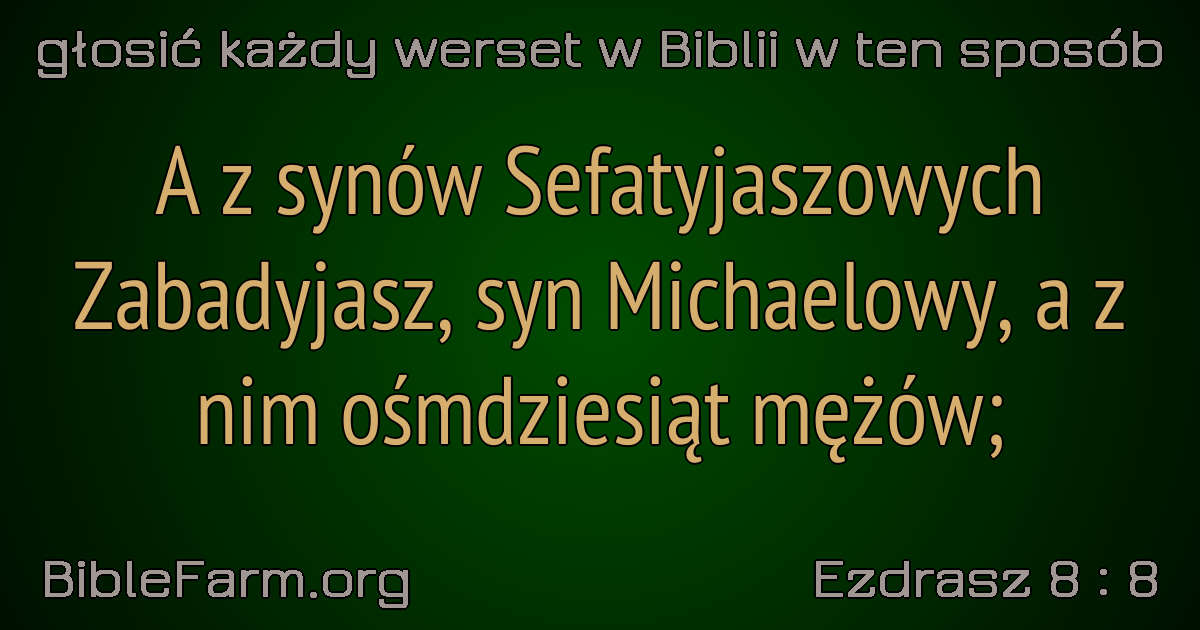 głosić każdy werset w Biblii w ten sposób
A z synów Sefatyjaszowych
Zabadyjasz, syn Michaelowy, a z
nim ośmdziesiąt mężów;
BibleFarm.org
Ezdrasz 8 : 8